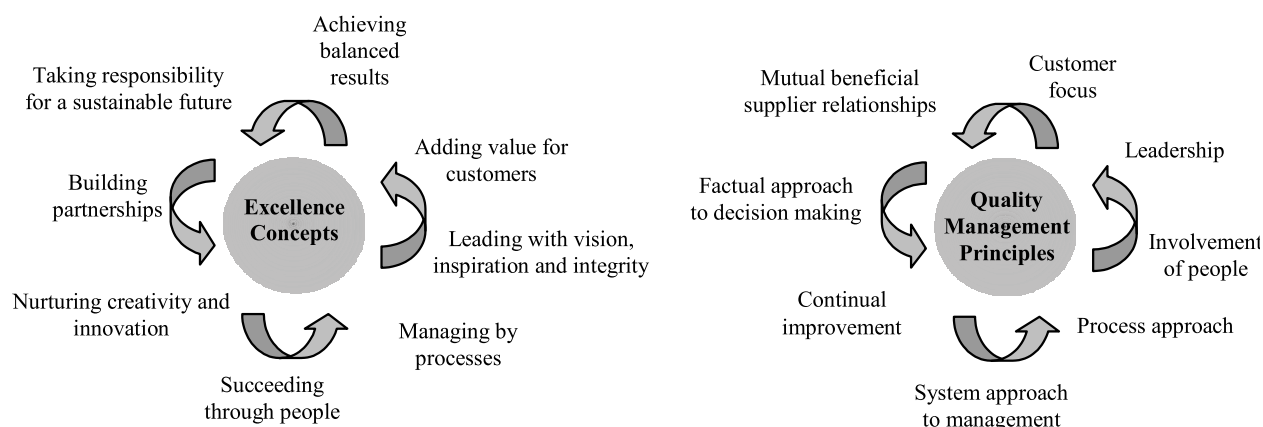 Achieving
balanced
results
Taking responsibility
for a sustainable future
Adding value for
customers
Building
partnerships
Excellence
Concepts
Leading with vision,
inspiration and integrity
Nurturing creativity and
innovation
Managing by
processes
Succeeding
through people
Customer
focus
Mutual beneficial
supplier relationships
Leadership
Factual approach
to decision making
Quality
Management
Principles
Involvement
of people
Continual
improvement
Process approach
System approach
to management